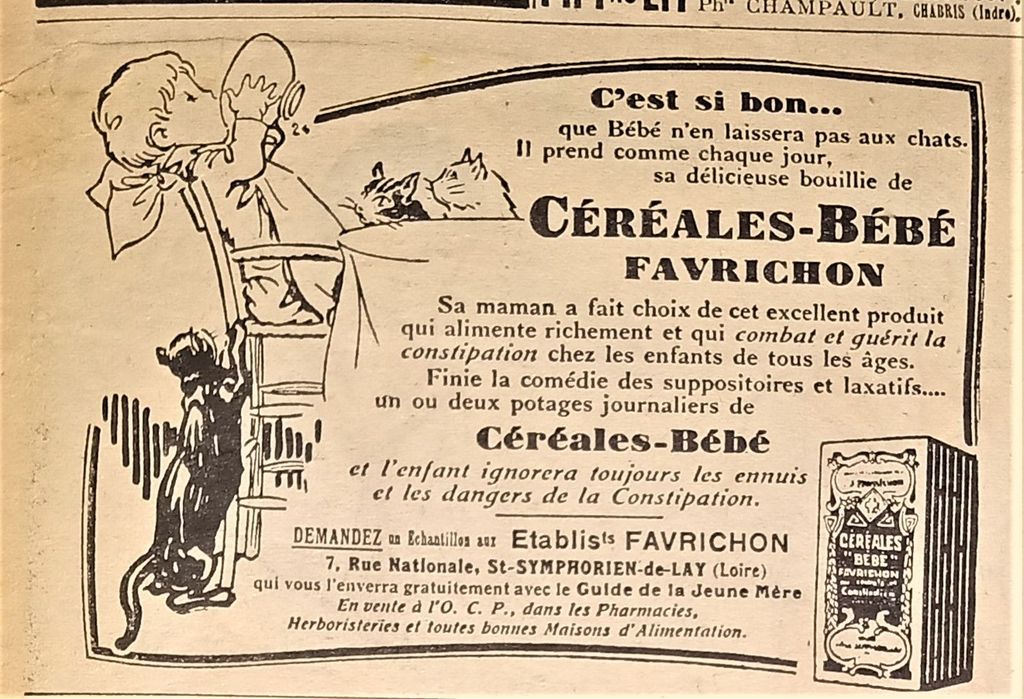 Phⁿ CHAMPAULT, CHABRIS (Indre).
C'est si bon...
que Bébé n'en laissera pas aux chats.
Il prend comme chaque jour,
sa délicieuse bouillie de
CÉRÉALES-BÉBÉ
FAVRICHON
Sa maman a fait choix de cet excellent produit
qui alimente richement et qui combat et guérit la
constipation chez les enfants de tous les âges.
Finie la comédie des suppositoires et laxatifs....
un ou deux potages journaliers de
Céréales-Bébé
et l'enfant ignorera toujours les ennuis
et les dangers de la Constipation.
DEMANDEZ un Echantillon aux Etablisᵗˢ FAVRICHON
7, Rue Nationale, St-SYMPHORIEN-de-LAY (Loire)
qui vous l'enverra gratuitement avec le Guide de la Jeune Mère
En vente à l'O. C. P., dans les Pharmacies,
Herboristeries et toutes bonnes Maisons d'Alimentation.
CÉRÉALES
"BÉBÉ"
FAVRICHON
Constipation